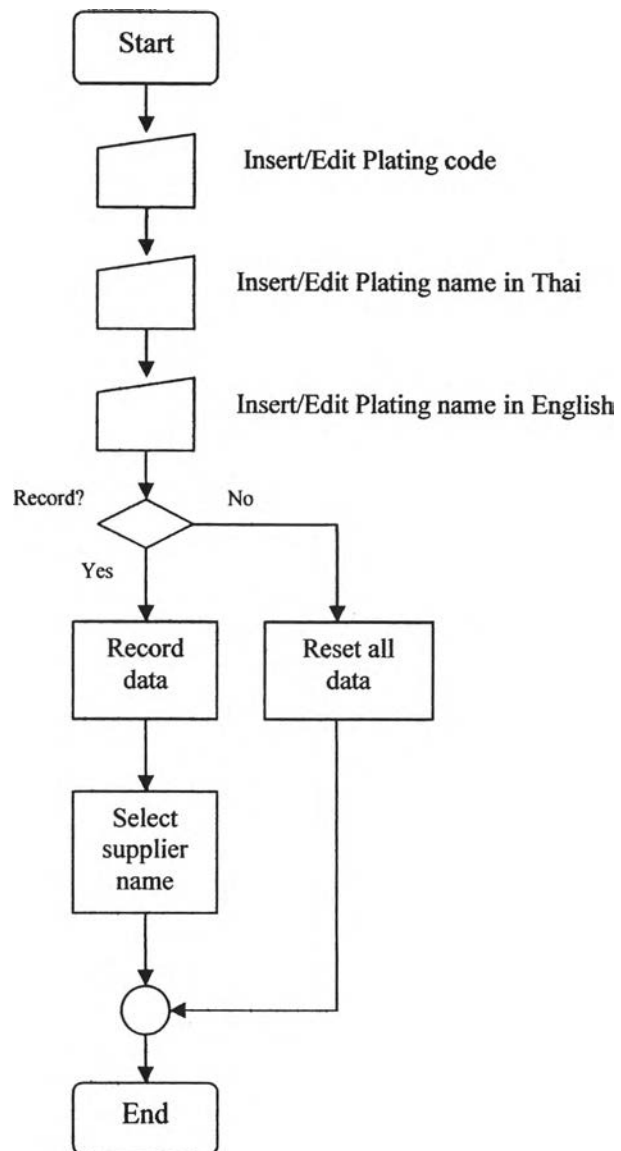 Start
Insert/Edit Plating code
Insert/Edit Plating name in Thai
Insert/Edit Plating name in English
Record?
No
Yes
Record
data
Reset all
data
Select
supplier
name
End